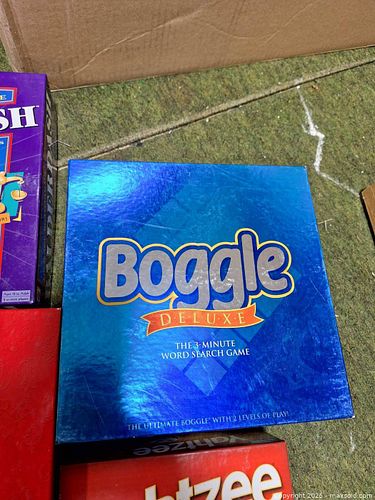 SH
Boggle
DELUXE
THE 3-MINUTE
WORD SEARCH GAME
THE ULTIMATE BOGGLE® WITH 2 LEVELS OF PLAY!
Yahtzee
htzee
copyright 2026 - maxsold.com